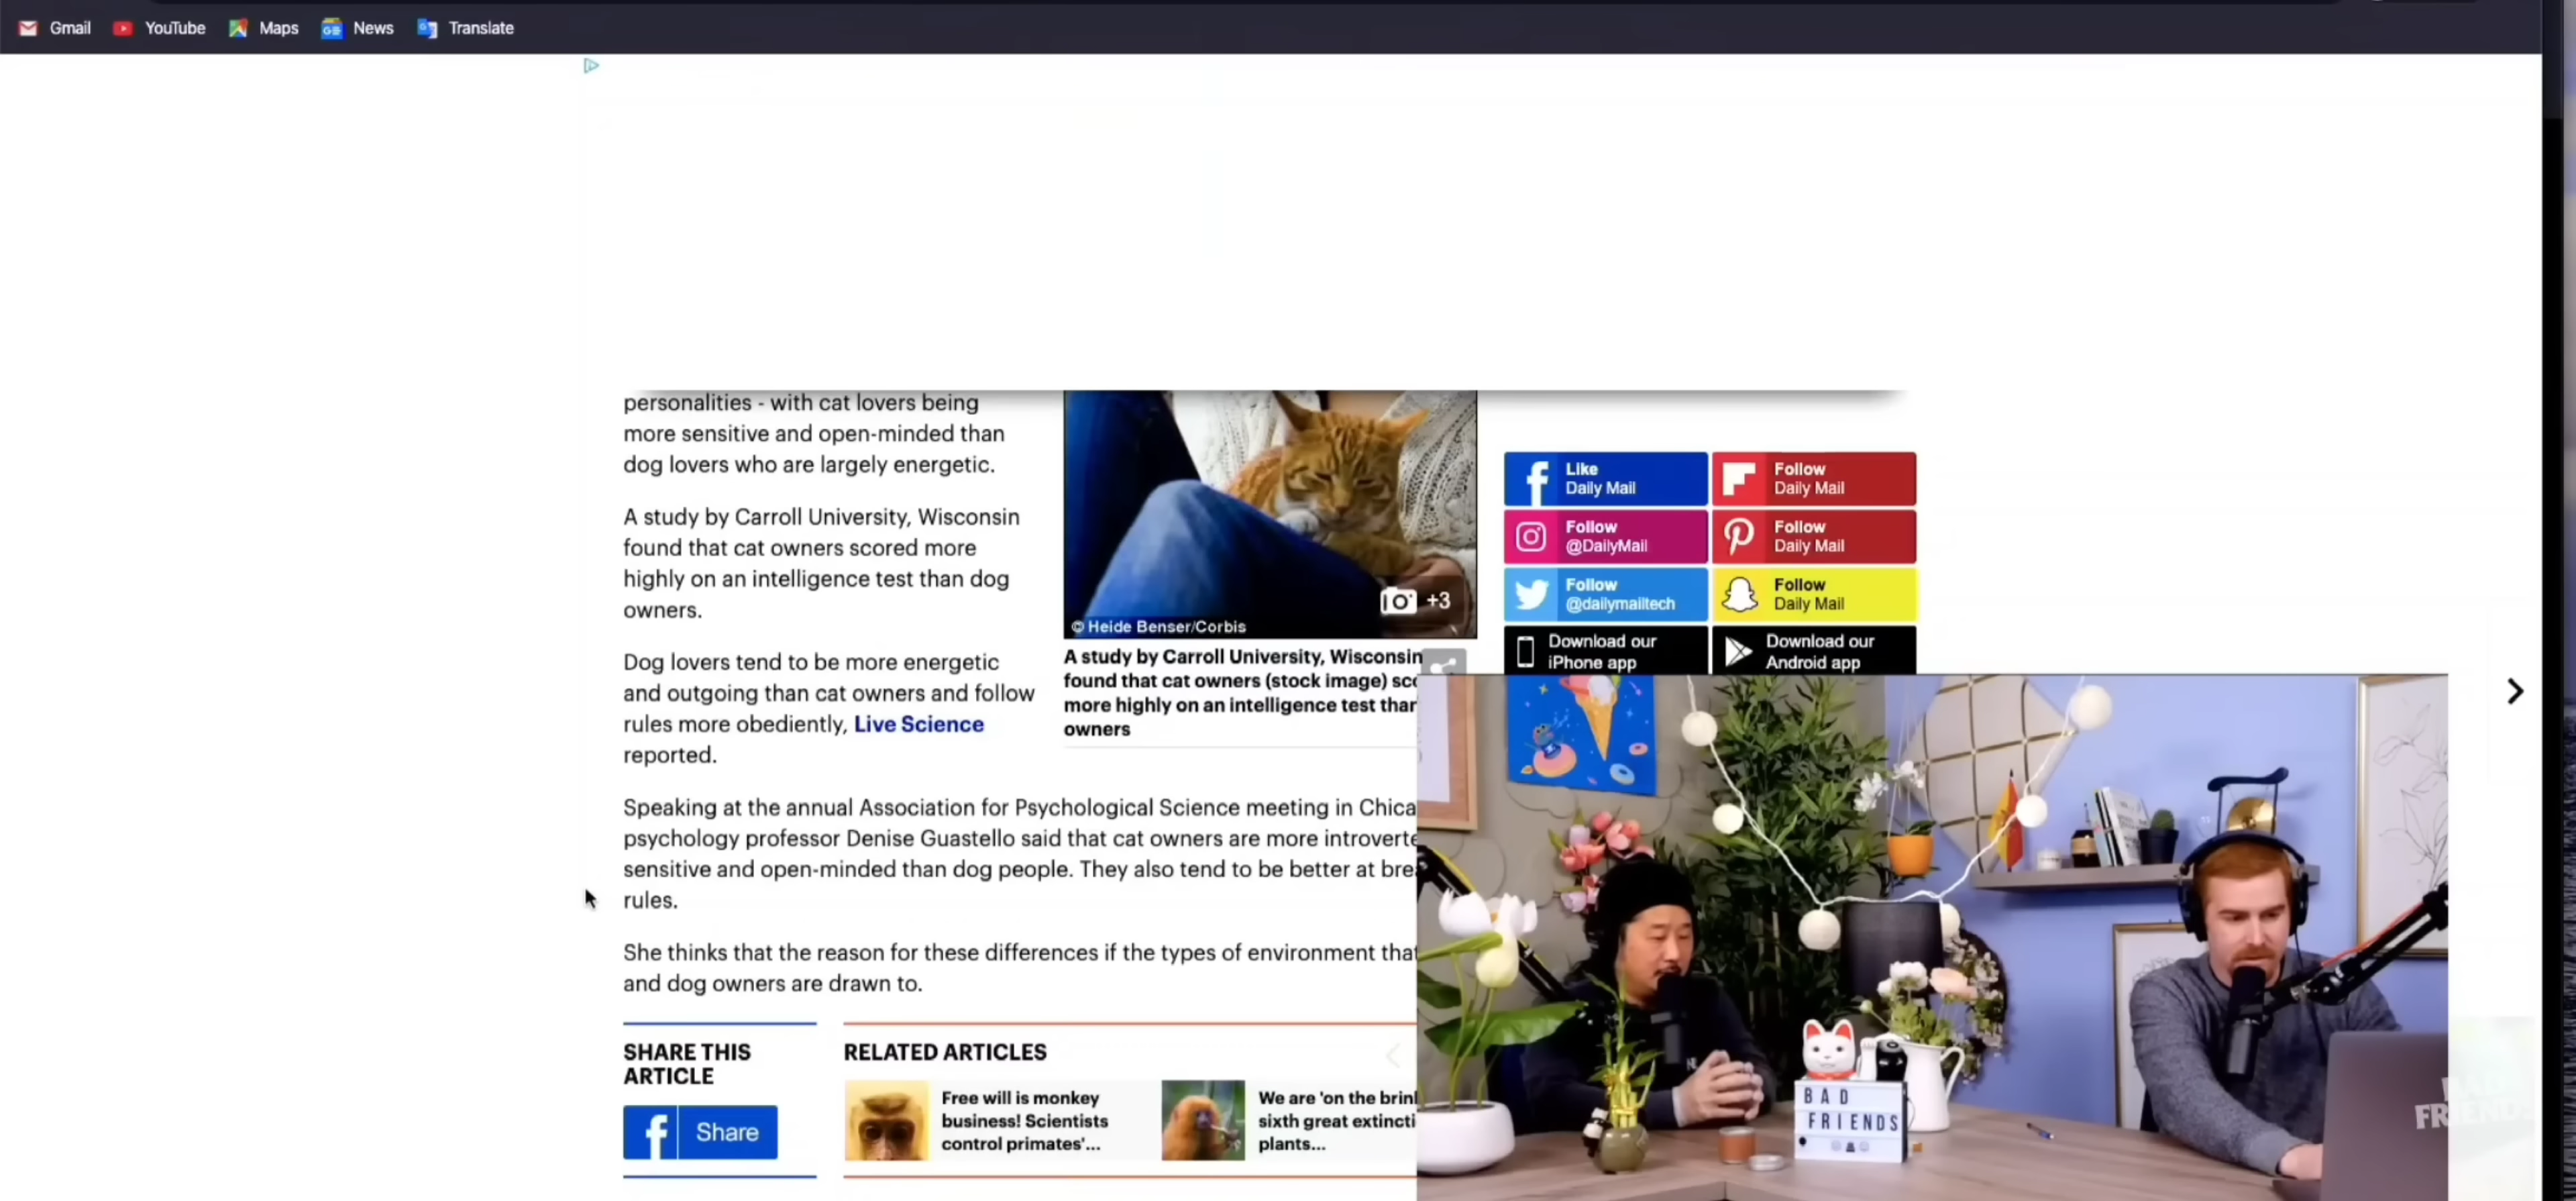 Gmail YouTube Maps News Translate
personalities - with cat lovers being
more sensitive and open-minded than
dog lovers who are largely energetic.
A study by Carroll University, Wisconsin
found that cat owners scored more
highly on an intelligence test than dog
owners.
Dog lovers tend to be more energetic
and outgoing than cat owners and follow
rules more obediently, Live Science
reported.
+3
© Heide Benser/Corbis
A study by Carroll University, Wisconsin
found that cat owners (stock image)
more highly on an intelligence test
owners
Like
Daily Mail
Follow
Daily Mail
Follow
@DailyMail
Follow
Daily Mail
Follow
@dailymailtech
Follow
Daily Mail
Download our
iPhone app
Download our
Android app
Speaking at the annual Association for Psychological Science meeting in
psychology professor Denise Guastello said that cat owners are more
sensitive and open-minded than dog people. They also tend to be better at
rules.
She thinks that the reason for these differences if the types of environment
and dog owners are drawn to.
SHARE THIS
ARTICLE
Share
RELATED ARTICLES
Free will is monkey
business! Scientists
control primates'...
We are 'on the
sixth great
plants...
BAD
FRIENDS